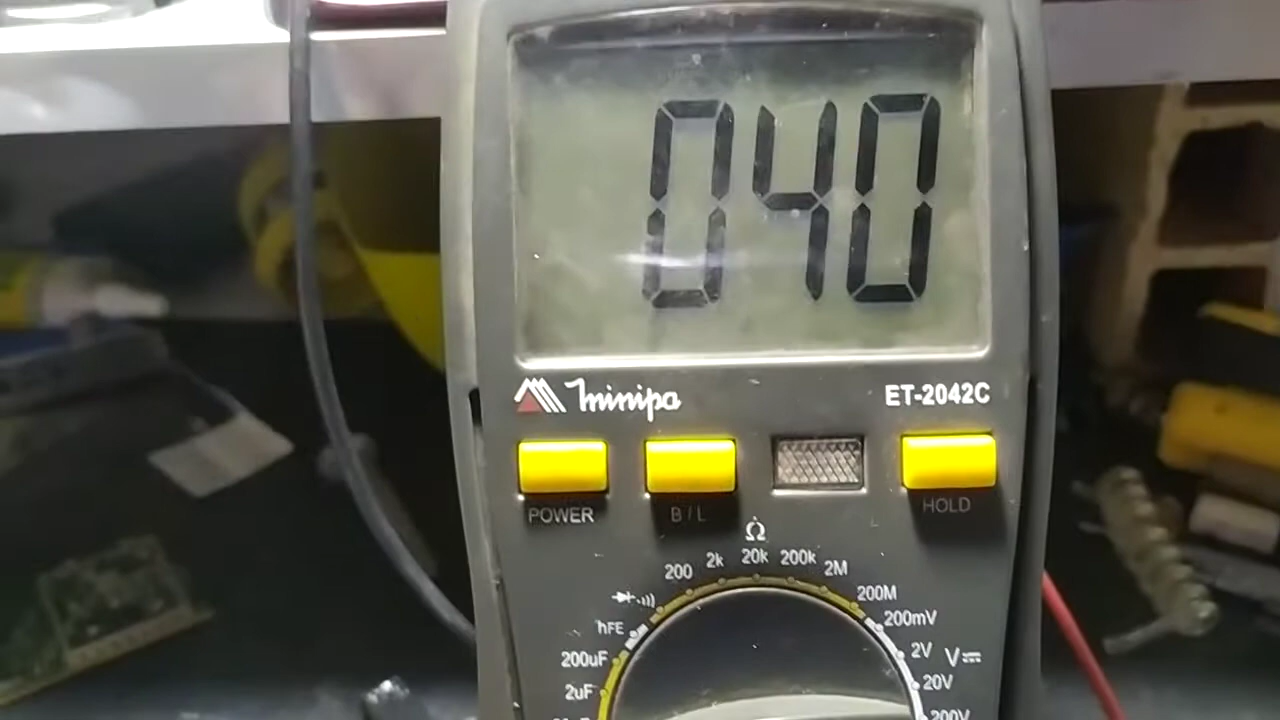 040
Minipa
ET-2042C
POWER
B/L
HOLD
Ω
200
2k
20k
200k
2M
200M
hFE
200mV
200uF
2V
V
2uF
20V
200V